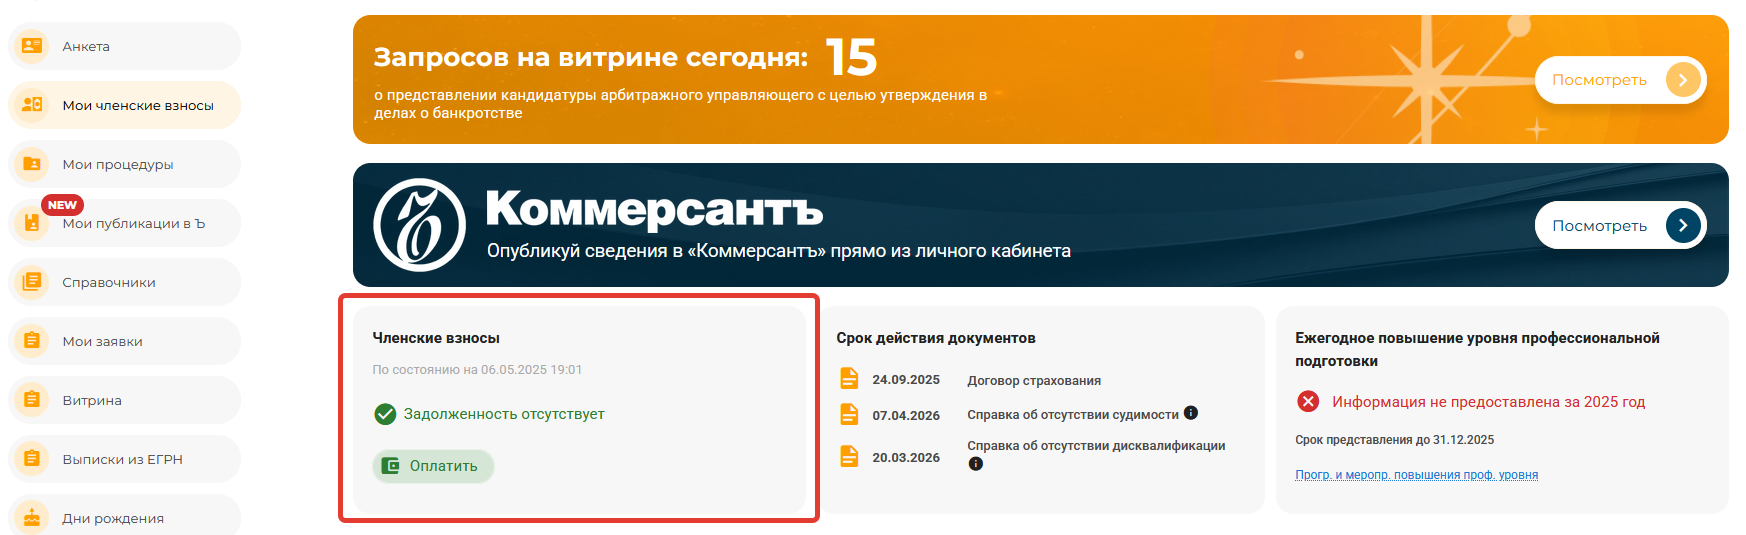 Анкета
Мои членские взносы
Мои процедуры
NEW
Мои публикации в Ъ
Справочники
Мои заявки
Витрина
Выписки из ЕГРН
Дни рождения
Запросов на витрине сегодня: 15
о представлении кандидатуры арбитражного управляющего с целью утверждения в
делах о банкротстве
Посмотреть
Коммерсантъ
Опубликуй сведения в «Коммерсантъ» прямо из личного кабинета
Посмотреть
Членские взносы
По состоянию на 06.05.2025 19:01
Задолженность отсутствует
Оплатить
Срок действия документов
24.09.2025 Договор страхования
07.04.2026 Справка об отсутствии судимости
20.03.2026 Справка об отсутствии дисквалификации
Ежегодное повышение уровня профессиональной
подготовки
Информация не предоставлена за 2025 год
Срок представления до 31.12.2025
Прогр. и меропр. повышения проф. уровня